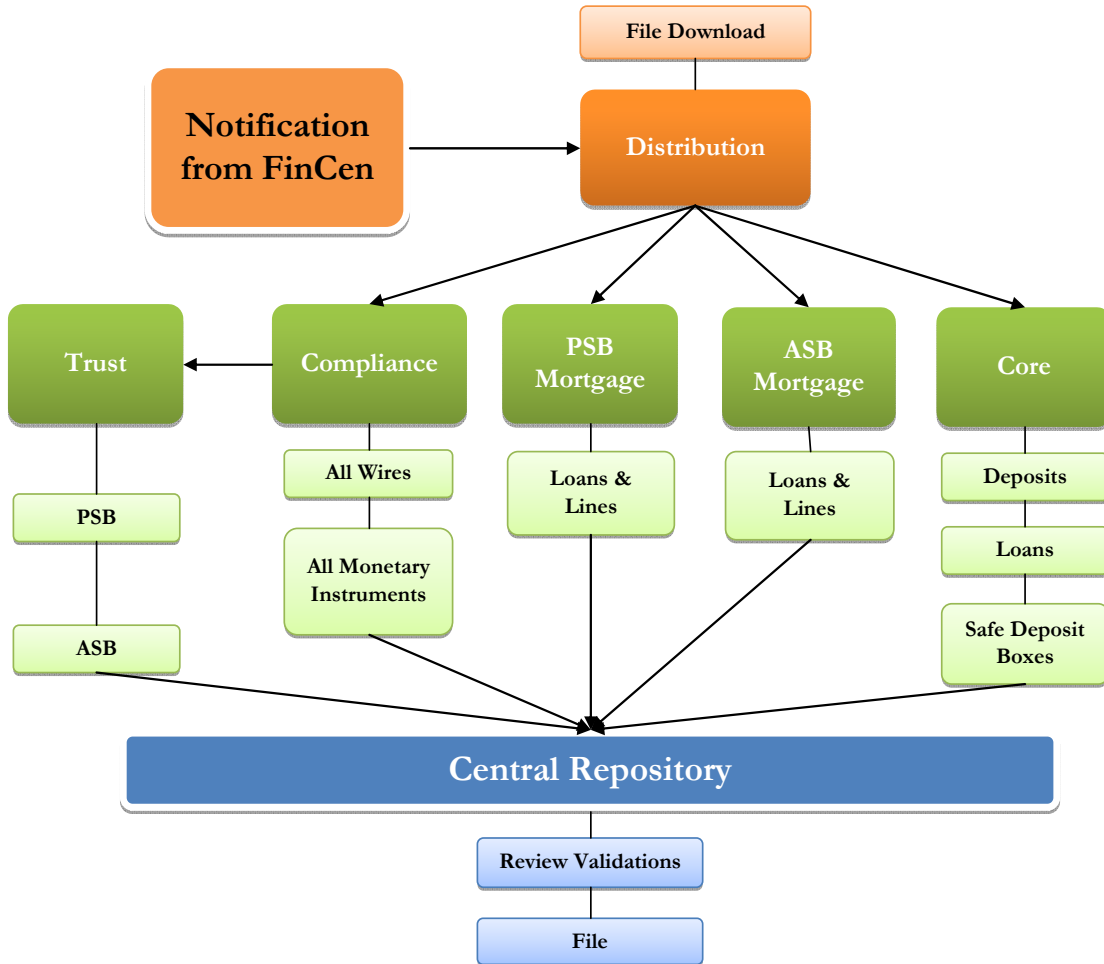 File Download
Notification
from FinCen
Distribution
Trust
Compliance
PSB
Mortgage
ASB
Mortgage
Core
PSB
ASB
All Wires
All Monetary
Instruments
Loans &
Lines
Loans &
Lines
Deposits
Loans
Safe Deposit
Boxes
Central Repository
Review Validations
File